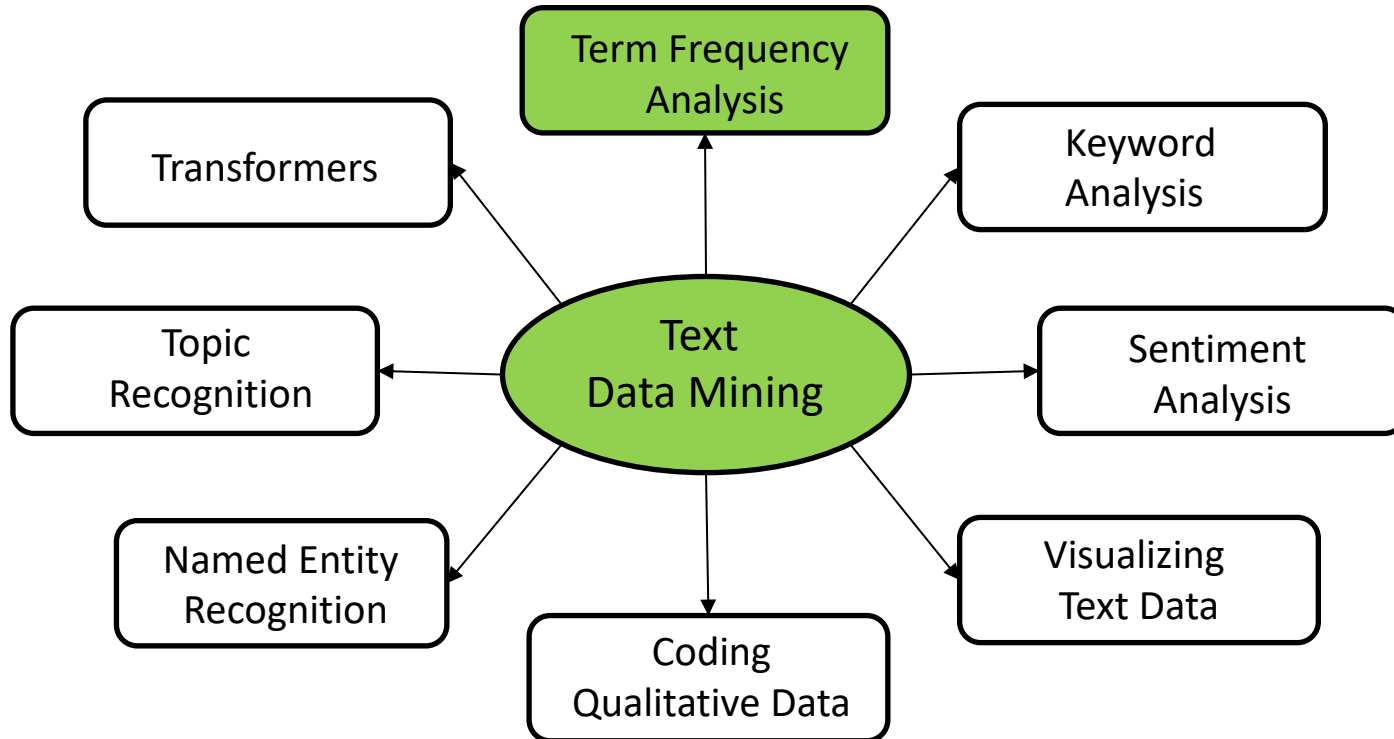 Term Frequency
Analysis
Transformers
Keyword
Analysis
Topic
Recognition
Text
Data Mining
Sentiment
Analysis
Named Entity
Recognition
Visualizing
Text Data
Coding
Qualitative Data